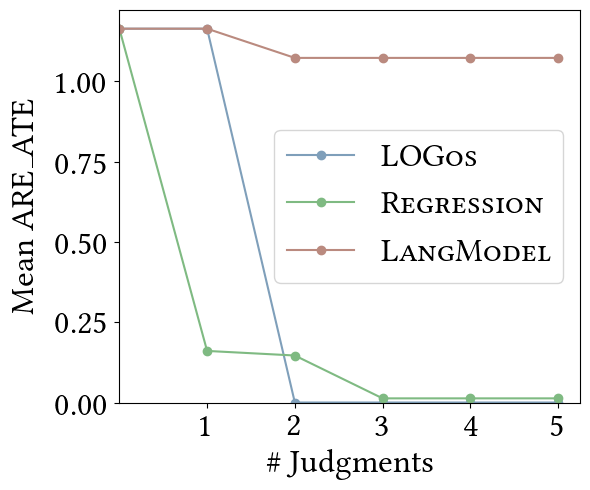 Mean ARE_ATE
1.00
0.75
0.50
0.25
0.00
LOGos
Regression
LangModel
1 2 3 4 5
# Judgments